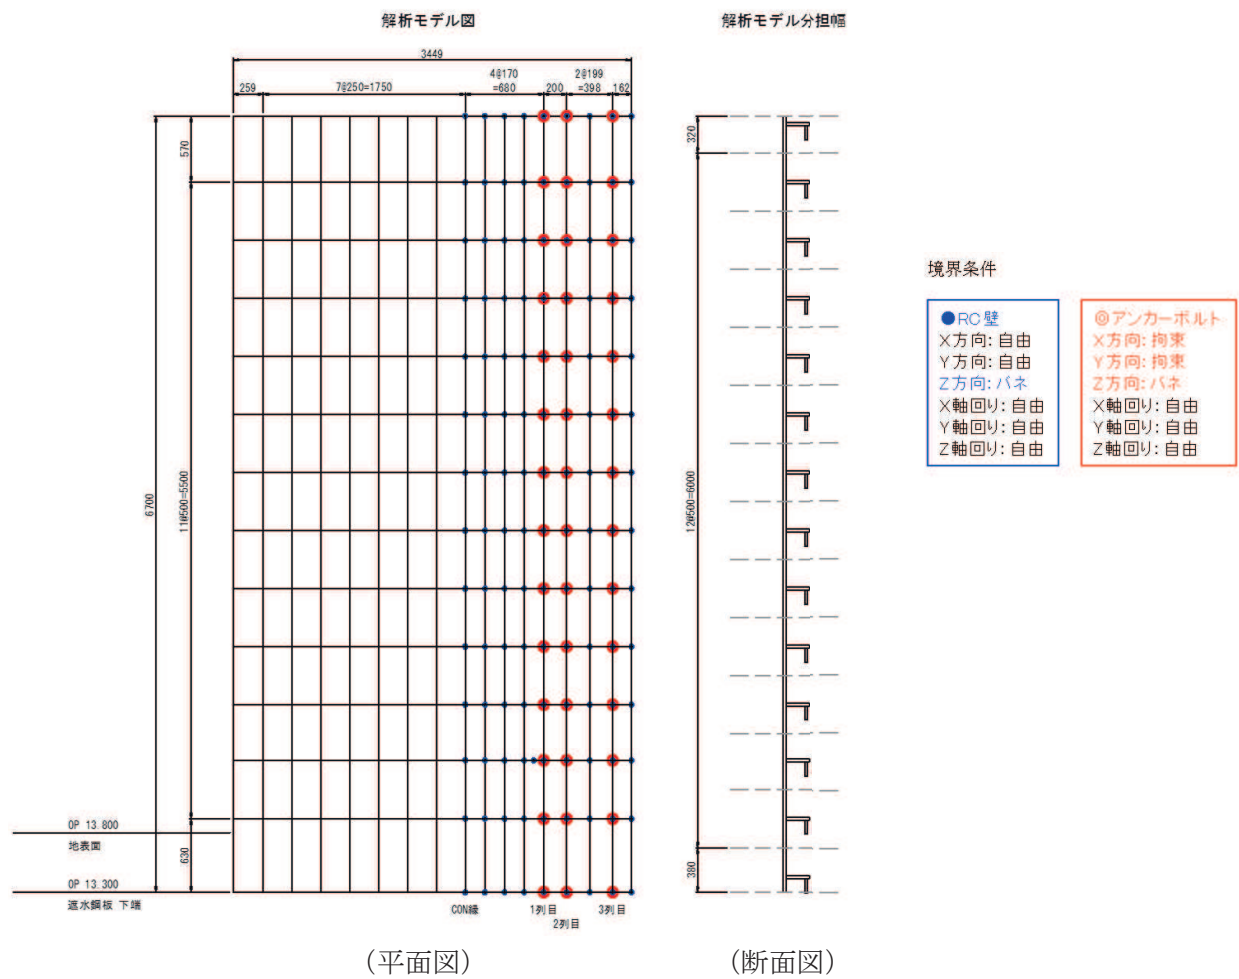 解析モデル図
解析モデル分担幅
3449
259
7@250=1750
4@170
=680
200
2@199
=398
162
570
11@500=5500
6700
630
320
12@500=6000
380
境界条件
●RC壁
X方向: 自由
Y方向: 自由
Z方向: バネ
X軸回り: 自由
Y軸回り: 自由
Z軸回り: 自由
◎アンカーボルト
X方向: 拘束
Y方向: 拘束
Z方向: バネ
X軸回り: 自由
Y軸回り: 自由
Z軸回り: 自由
OP 13.800
地表面
OP 13.300
遮水鋼板 下端
CON縁
1列目
2列目
3列目
(平面図)
(断面図)